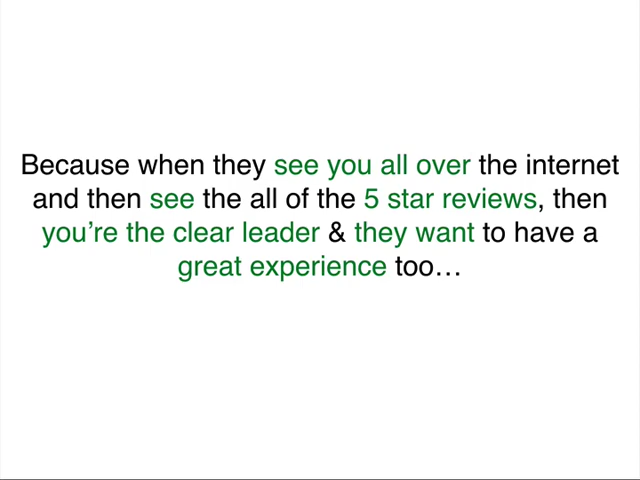 Because when they see you all over the internet
and then see the all of the 5 star reviews, then
you’re the clear leader & they want to have a
great experience too…